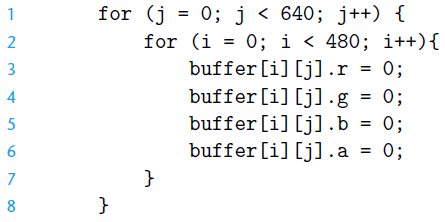 1 for (j = 0; j < 640; j++) {
2 for (i = 0; i < 480; i++){
3 buffer[i][j].r = 0;
4 buffer[i][j].g = 0;
5 buffer[i][j].b = 0;
6 buffer[i][j].a = 0;
7 }
8 }